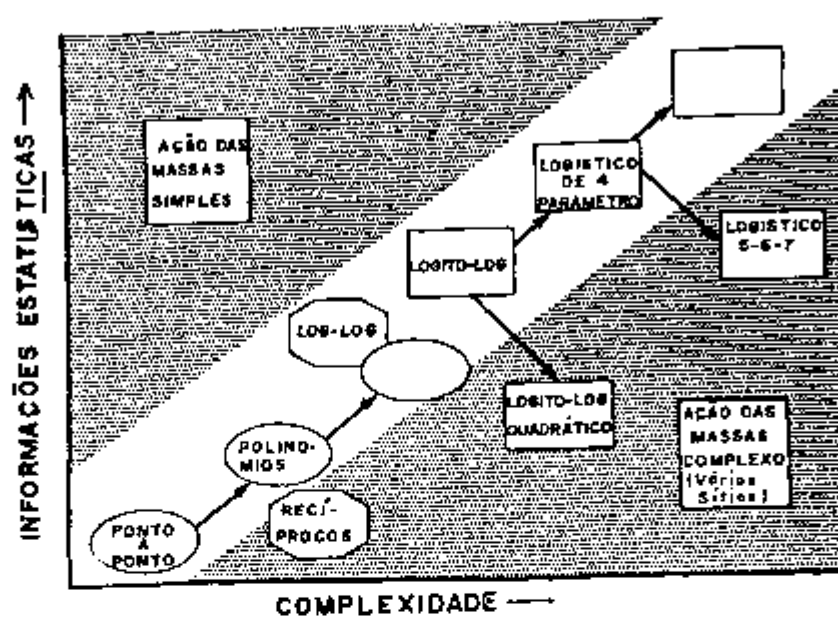 INFORMAÇÕES ESTATÍSTICAS
AÇÃO DAS
MASSAS
SIMPLES
LOGISTICO
DE 4
PARÂMETRO
LOGISTICO
5-6-7
LOGITO-LOG
LOG-LOG
LOGITO-LOG
QUADRÁTICO
AÇÃO DAS
MASSAS
COMPLEXO
(Vários
Sítios)
POLINO-
MIOS
RECÍ-
PROCOS
PONTO
A
PONTO
COMPLEXIDADE